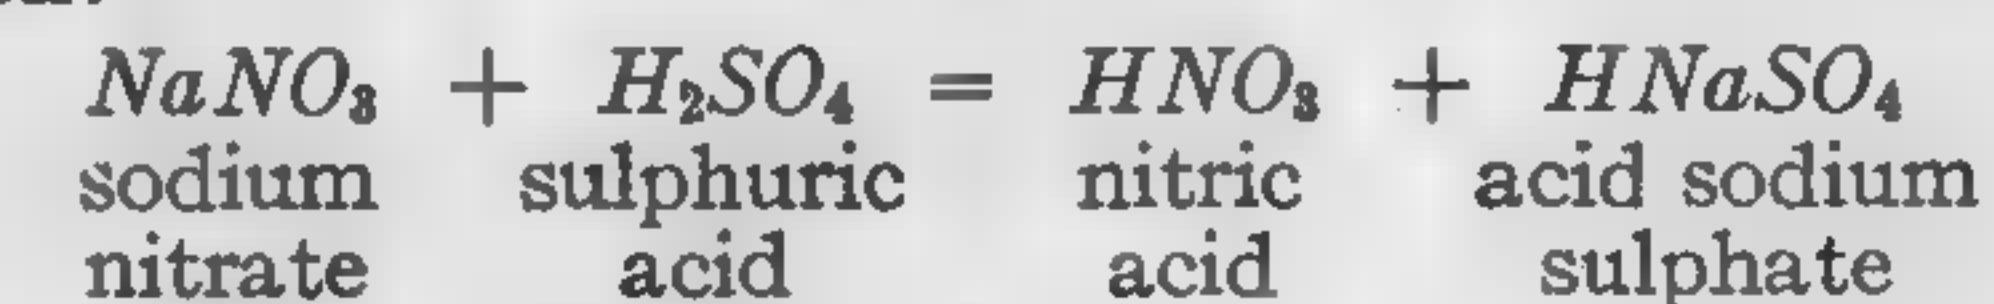 NaNO₃ + H₂SO₄ = HNO₃ + HNaSO₄
sodium sulphuric nitric acid sodium
nitrate acid acid sulphate